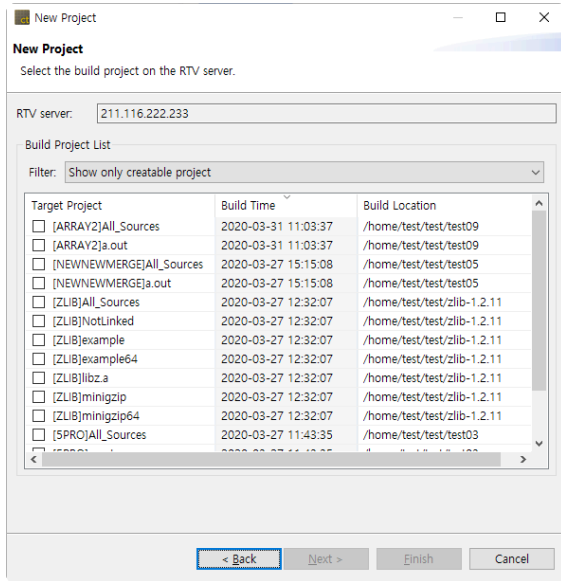 ct New Project
New Project
Select the build project on the RTV server.
RTV server: 211.116.222.233
Build Project List
Filter: Show only creatable project
Target Project Build Time Build Location
[ARRAY2]All_Sources 2020-03-31 11:03:37 /home/test/test/test09
[ARRAY2]a.out 2020-03-31 11:03:37 /home/test/test/test09
[NEWNEWMERGE]All_Sources 2020-03-27 15:15:08 /home/test/test/test05
[NEWNEWMERGE]a.out 2020-03-27 15:15:08 /home/test/test/test05
[ZLIB]All_Sources 2020-03-27 12:32:07 /home/test/test/zlib-1.2.11
[ZLIB]NotLinked 2020-03-27 12:32:07 /home/test/test/zlib-1.2.11
[ZLIB]example 2020-03-27 12:32:07 /home/test/test/zlib-1.2.11
[ZLIB]example64 2020-03-27 12:32:07 /home/test/test/zlib-1.2.11
[ZLIB]libz.a 2020-03-27 12:32:07 /home/test/test/zlib-1.2.11
[ZLIB]minigzip 2020-03-27 12:32:07 /home/test/test/zlib-1.2.11
[ZLIB]minigzip64 2020-03-27 12:32:07 /home/test/test/zlib-1.2.11
[5PRO]All_Sources 2020-03-27 11:43:35 /home/test/test/test03
< Back Next > Finish Cancel